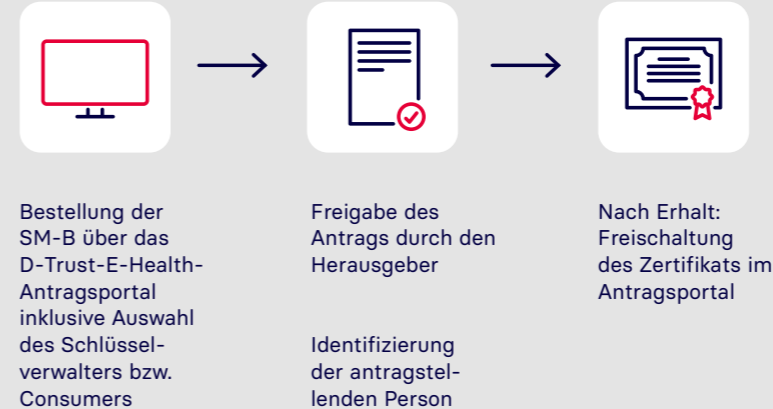 Bestellung der
SM-B über das
D-Trust-E-Health-
Antragsportal
inklusive Auswahl
des Schlüssel-
verwalters bzw.
Consumers
Freigabe des
Antrags durch den
Herausgeber
Identifizierung
der antragstel-
lenden Person
Nach Erhalt:
Freischaltung
des Zertifikats im
Antragsportal